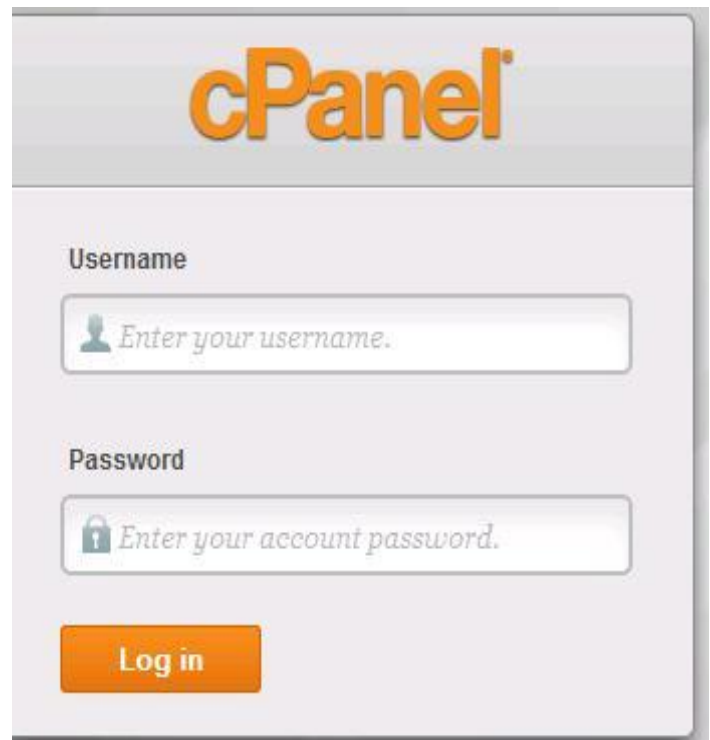 cPanel®
Username
Enter your username.
Password
Enter your account password.
Log in